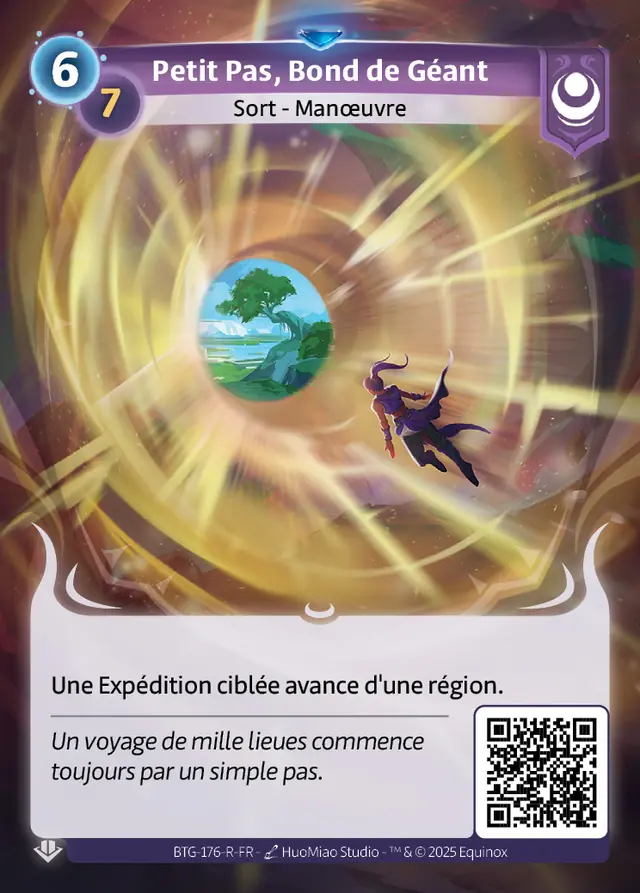 6
7
Petit Pas, Bond de Géant
Sort - Manœuvre
Une Expédition ciblée avance d'une région.
Un voyage de mille lieues commence
toujours par un simple pas.
BTG-176-R-FR - HuoMiao Studio - ™ & © 2025 Equinox